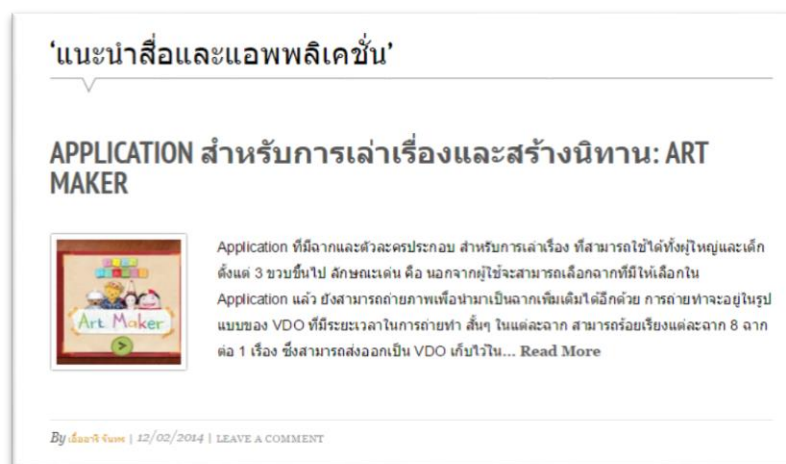 ‘แนะนำสื่อและแอพพลิเคชั่น’
APPLICATION สำหรับการเล่าเรื่องและสร้างนิทาน: ART
MAKER
Application ที่มีฉากและตัวละครประกอบ สำหรับการเล่าเรื่อง ที่สามารถใช้ได้ทั้งผู้ใหญ่และเด็ก
ตั้งแต่ 3 ขวบขึ้นไป ลักษณะเด่น คือ นอกจากผู้ใช้จะสามารถเลือกฉากที่มีให้เลือกใน
Application แล้ว ยังสามารถถ่ายภาพเพื่อนำมาเป็นฉากเพิ่มเติมได้อีกด้วย การถ่ายทำจะอยู่ในรูป
แบบของ VDO ที่มีระยะเวลาในการถ่ายทำ สั้นๆ ในแต่ละฉาก สามารถร้อยเรียงแต่ละฉาก 8 ฉาก
ต่อ 1 เรื่อง ซึ่งสามารถส่งออกเป็น VDO เก็บไว้ใน... Read More
Art Maker
By | 12/02/2014 | LEAVE A COMMENT